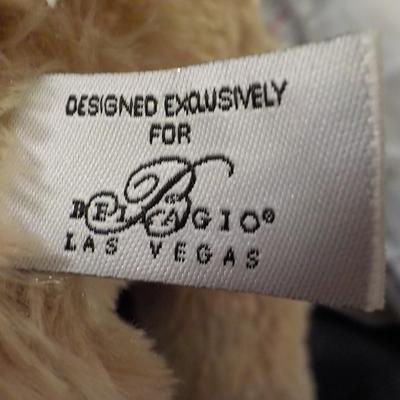 DESIGNED EXCLUSIVELY
FOR
B
BELLAGIO®
LAS VEGAS